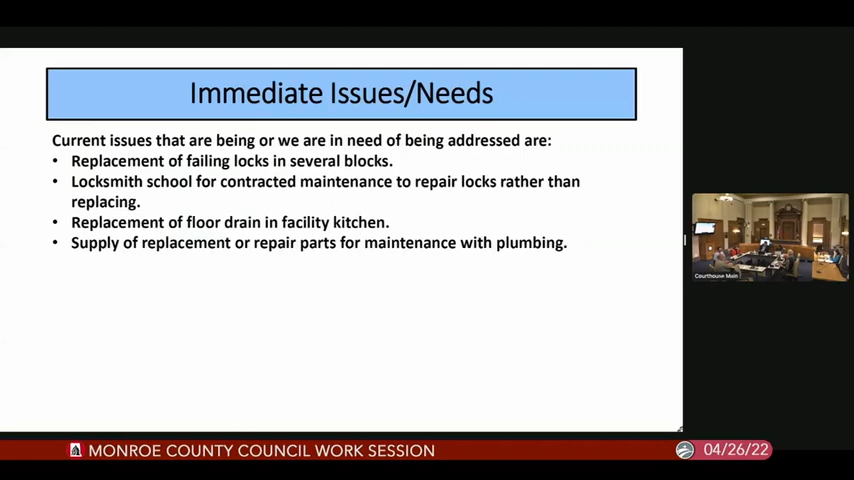 Immediate Issues/Needs
Current issues that are being or we are in need of being addressed are:
• Replacement of failing locks in several blocks.
• Locksmith school for contracted maintenance to repair locks rather than
replacing.
• Replacement of floor drain in facility kitchen.
• Supply of replacement or repair parts for maintenance with plumbing.
Courthouse Main
MONROE COUNTY COUNCIL WORK SESSION
04/26/22